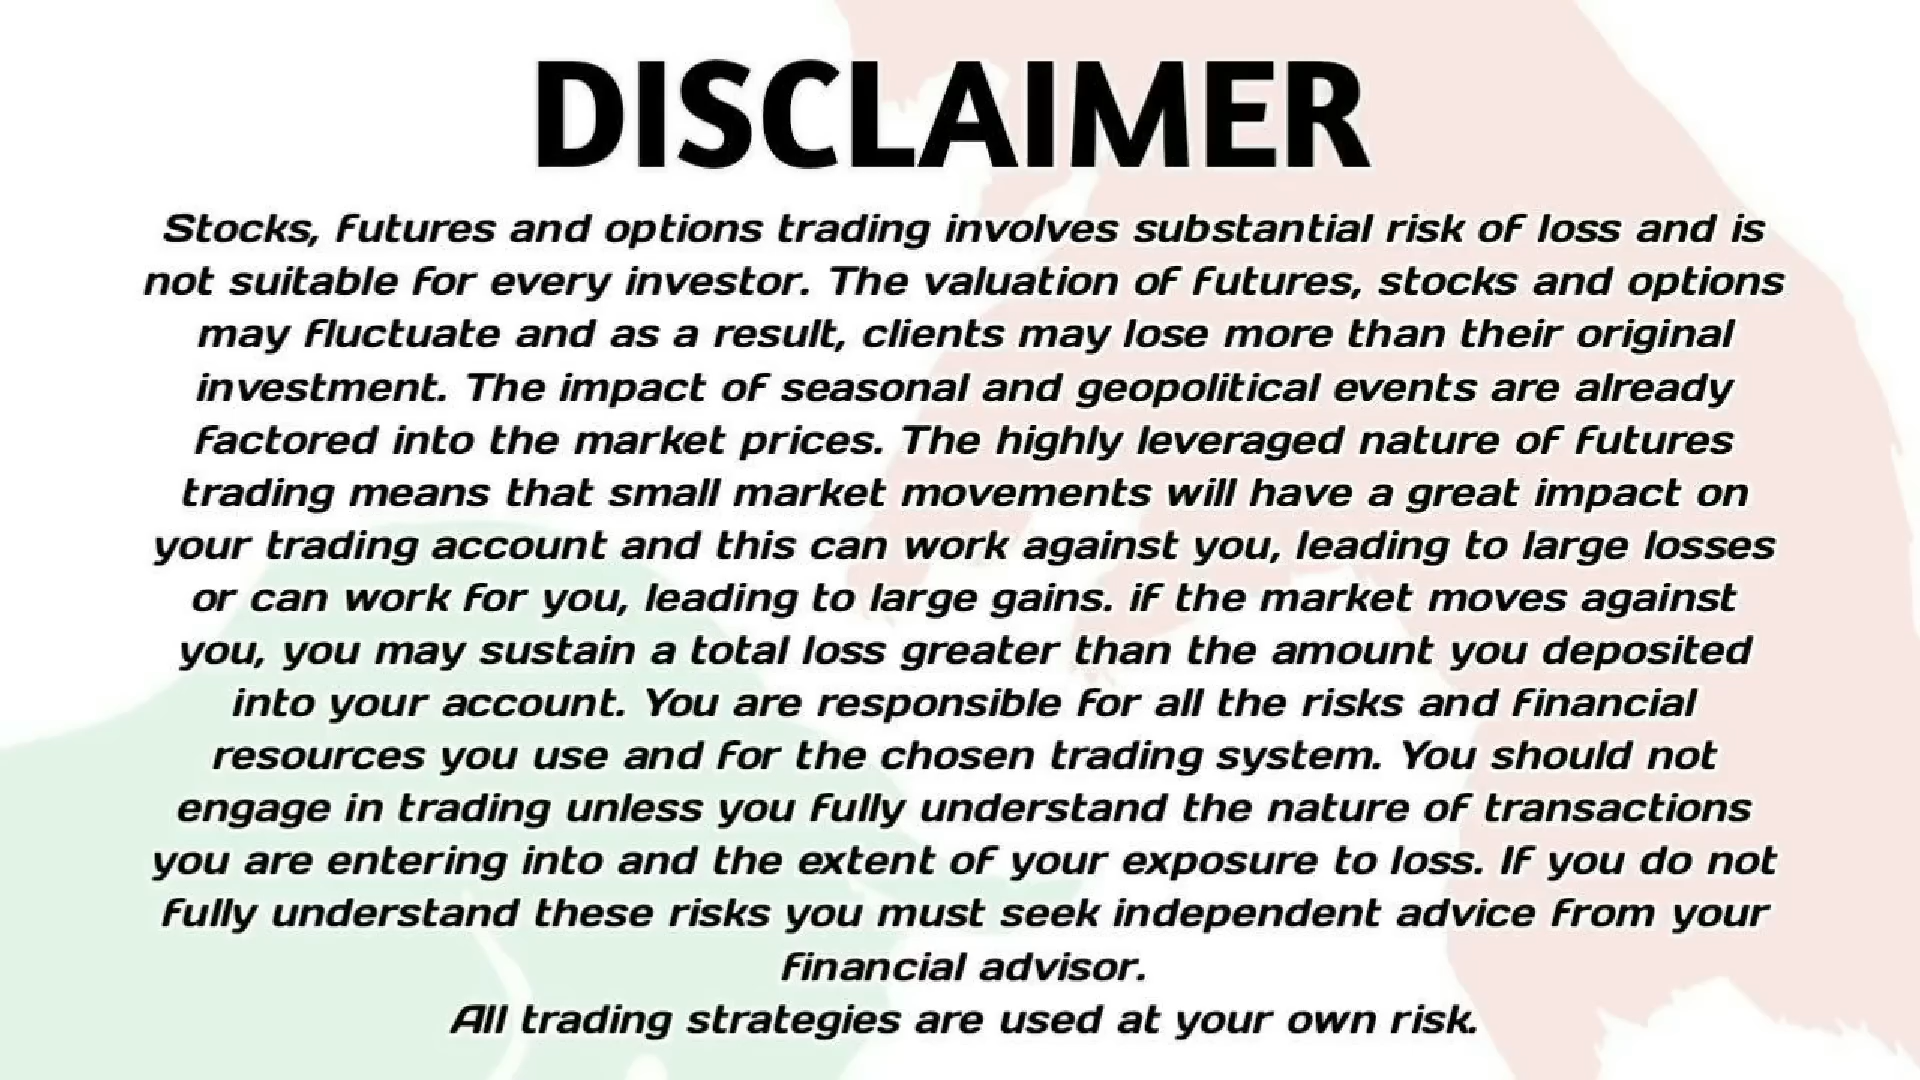 DISCLAIMER
Stocks, futures and options trading involves substantial risk of loss and is
not suitable for every investor. The valuation of futures, stocks and options
may fluctuate and as a result, clients may lose more than their original
investment. The impact of seasonal and geopolitical events are already
factored into the market prices. The highly leveraged nature of futures
trading means that small market movements will have a great impact on
your trading account and this can work against you, leading to large losses
or can work for you, leading to large gains. if the market moves against
you, you may sustain a total loss greater than the amount you deposited
into your account. You are responsible for all the risks and financial
resources you use and for the chosen trading system. You should not
engage in trading unless you fully understand the nature of transactions
you are entering into and the extent of your exposure to loss. If you do not
fully understand these risks you must seek independent advice from your
financial advisor.
All trading strategies are used at your own risk.